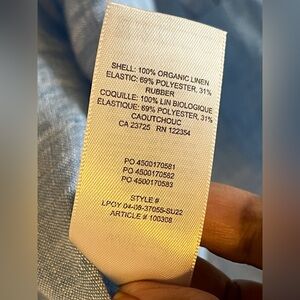 SHELL: 100% ORGANIC LINEN
ELASTIC: 69% POLYESTER, 31%
RUBBER
COQUILLE: 100% LIN BIOLOGIQUE
ÉLASTIQUE: 69% POLYESTER, 31%
CAOUTCHOUC
CA 23725 RN 122354
PO 4500170581
PO 4500170582
PO 4500170583
STYLE #
LPOY 04-08-37055-SU22
ARTICLE # 100308